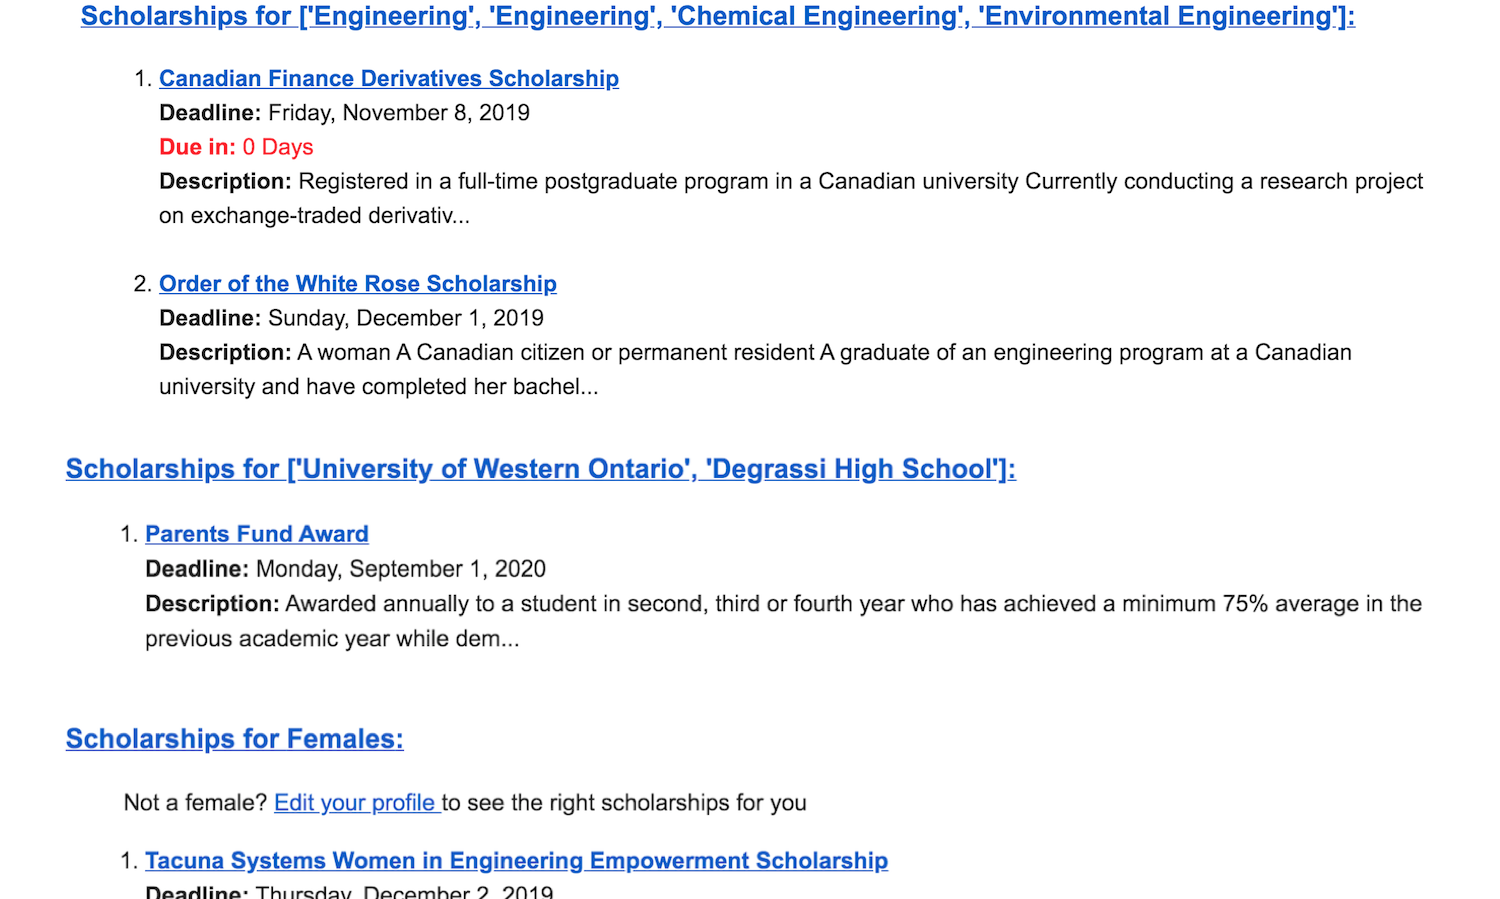 Scholarships for ['Engineering', 'Engineering', 'Chemical Engineering', 'Environmental Engineering']:
1. Canadian Finance Derivatives Scholarship
Deadline: Friday, November 8, 2019
Due in: 0 Days
Description: Registered in a full-time postgraduate program in a Canadian university Currently conducting a research project
on exchange-traded derivativ...
2. Order of the White Rose Scholarship
Deadline: Sunday, December 1, 2019
Description: A woman A Canadian citizen or permanent resident A graduate of an engineering program at a Canadian
university and have completed her bachel...
Scholarships for ['University of Western Ontario', 'Degrassi High School']:
1. Parents Fund Award
Deadline: Monday, September 1, 2020
Description: Awarded annually to a student in second, third or fourth year who has achieved a minimum 75% average in the
previous academic year while dem...
Scholarships for Females:
Not a female? Edit your profile to see the right scholarships for you
1. Tacuna Systems Women in Engineering Empowerment Scholarship
Deadline: Thursday, December 2, 2019